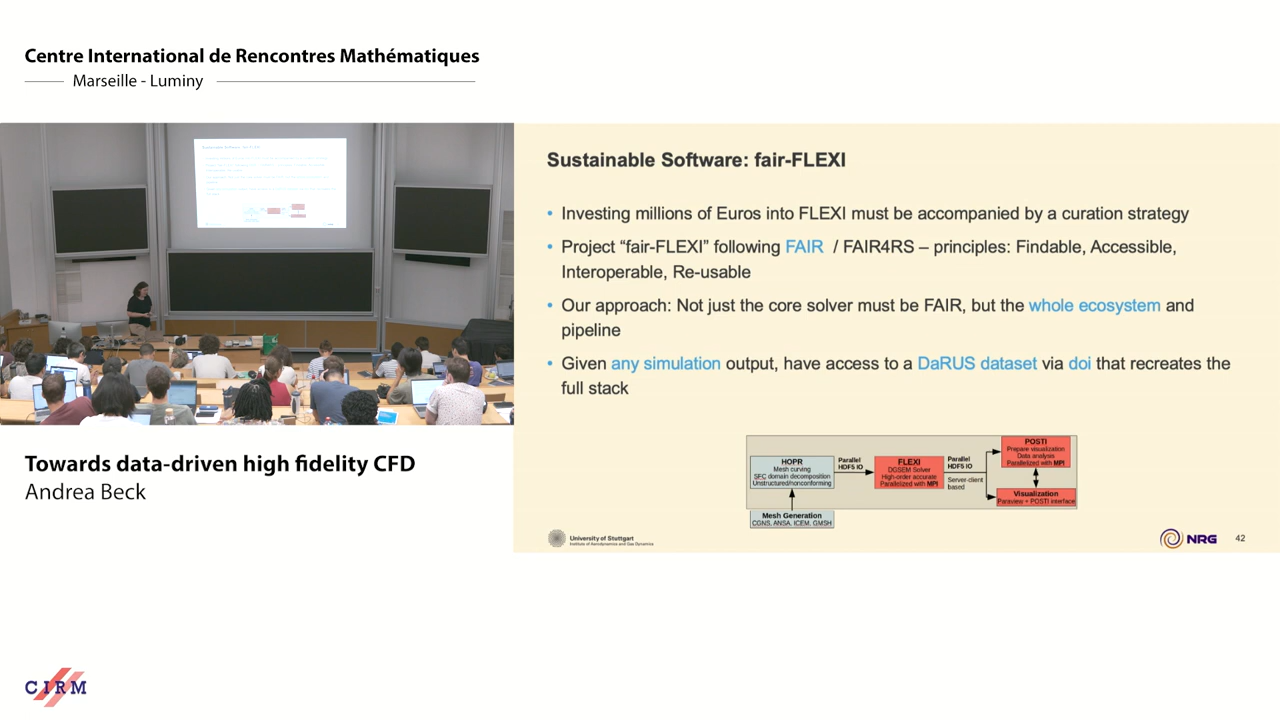 Centre International de Rencontres Mathématiques
Marseille - Luminy
Sustainable Software: fair-FLEXI
• Investing millions of Euros into FLEXI must be accompanied by a curation strategy
• Project “fair-FLEXI” following FAIR / FAIR4RS – principles: Findable, Accessible,
Interoperable, Re-usable
• Our approach: Not just the core solver must be FAIR, but the whole ecosystem and
pipeline
• Given any simulation output, have access to a DaRUS dataset via doi that recreates the
full stack
HOPR
Mesh curving
SFC domain decomposition
Unstructured/nonconforming
Parallel
HDF5 IO
FLEXI
DGSEM Solver
High-order accurate
Parallelized with MPI
Parallel
HDF5 IO
Server-client
based
POSTI
Prepare visualization
Data analysis
Parallelized with MPI
Visualization
Paraview + POSTI interface
Mesh Generation
CGNS, ANSA, ICEM, GMSH
University of Stuttgart
Institute of Aerodynamics and Gas Dynamics
NRG
42
Towards data-driven high fidelity CFD
Andrea Beck
CIRM